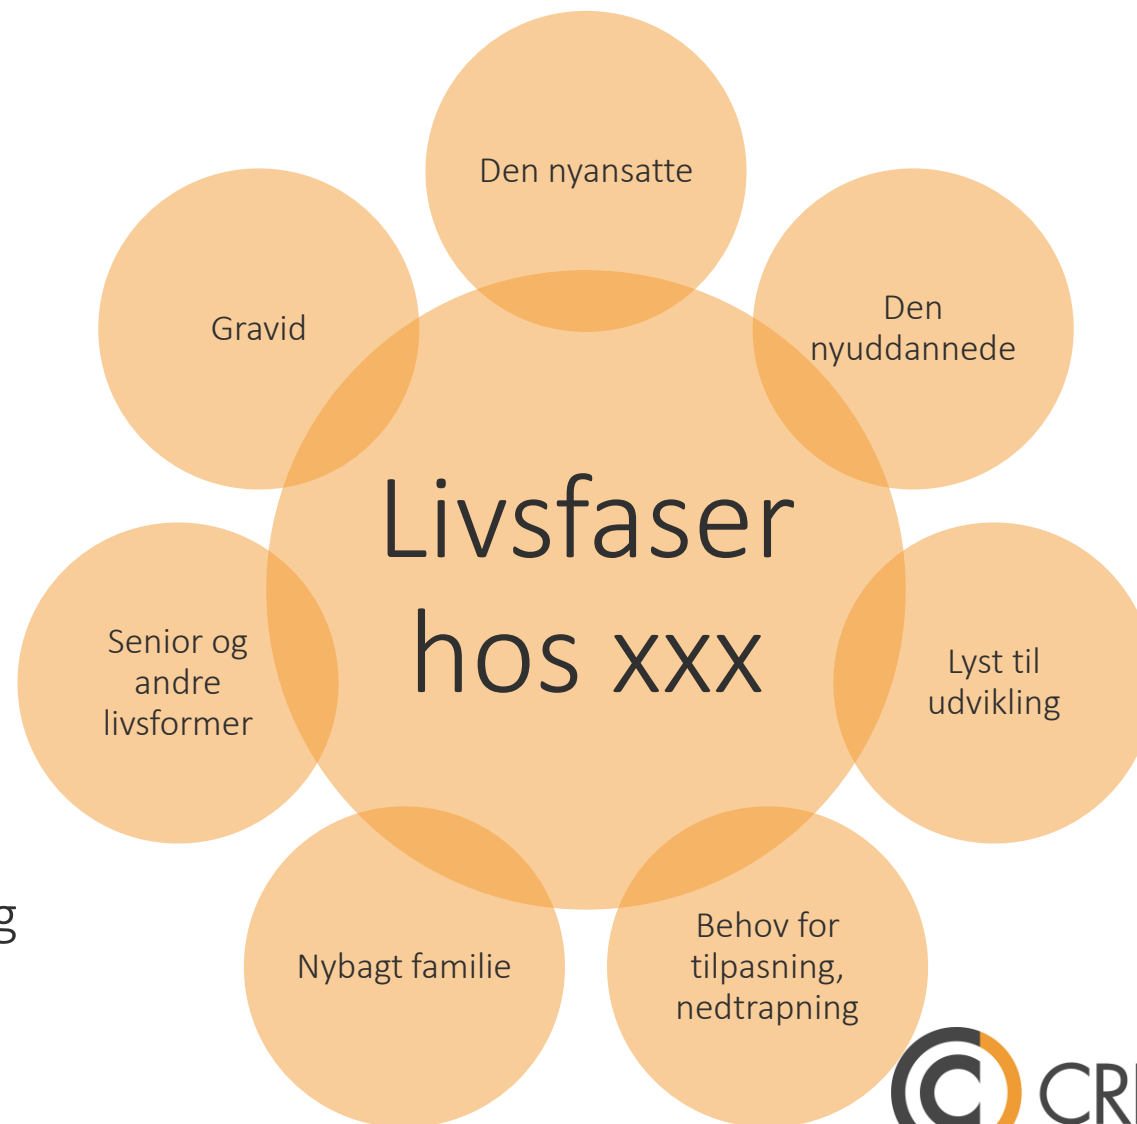 Den nyansatte
Den
nyuddannede
Gravid
Livsfaser
hos xxx
Senior og
andre
livsformer
Lyst til
udvikling
g
Nybagt familie
Behov for
tilpasning,
nedtrapning